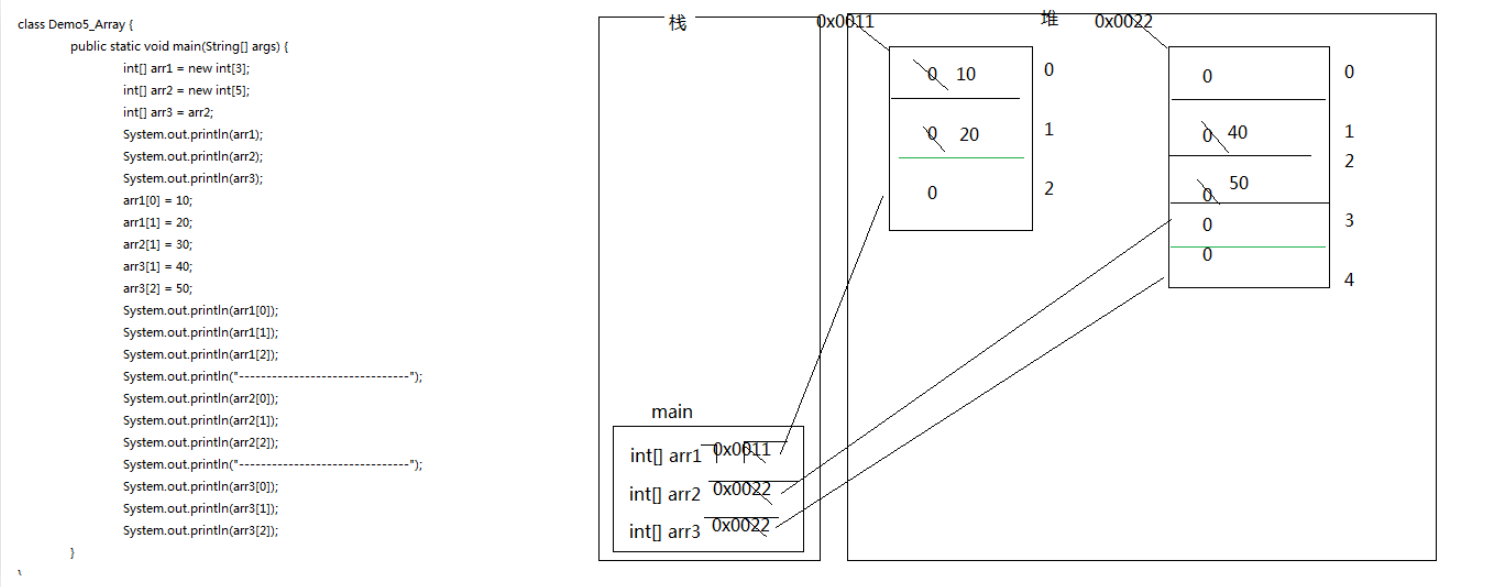 class Demo5_Array {
public static void main(String[] args) {
int[] arr1 = new int[3];
int[] arr2 = new int[5];
int[] arr3 = arr2;
System.out.println(arr1);
System.out.println(arr2);
System.out.println(arr3);
arr1[0] = 10;
arr1[1] = 20;
arr2[1] = 30;
arr3[1] = 40;
arr3[2] = 50;
System.out.println(arr1[0]);
System.out.println(arr1[1]);
System.out.println(arr1[2]);
System.out.println("-------------------------------");
System.out.println(arr2[0]);
System.out.println(arr2[1]);
System.out.println(arr2[2]);
System.out.println("-------------------------------");
System.out.println(arr3[0]);
System.out.println(arr3[1]);
System.out.println(arr3[2]);
}
}
栈
main
int[] arr1 0x0011
int[] arr2 0x0022
int[] arr3 0x0022
堆
0x0011
0 10 0
0 20 1
0 2
0x0022
0 0
0 40 1
2
0 50
0 3
0
4